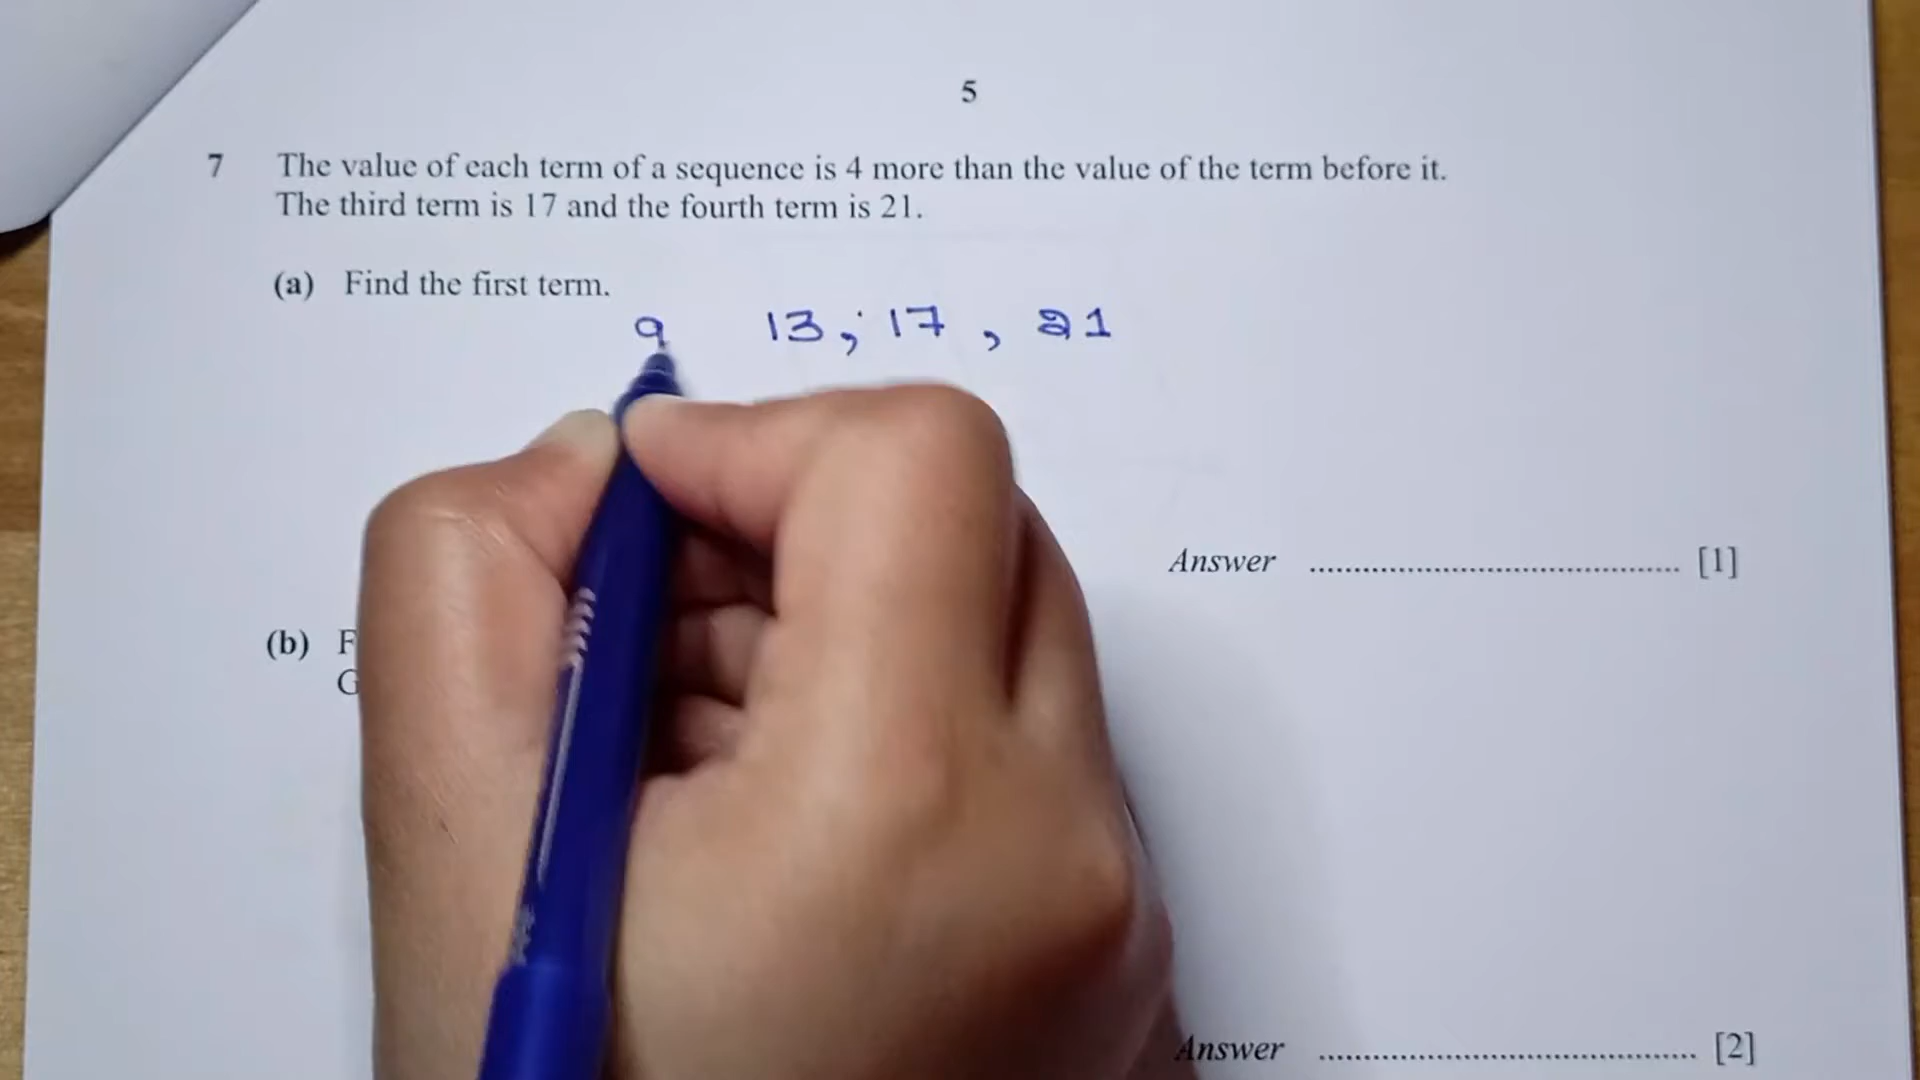 5
7 The value of each term of a sequence is 4 more than the value of the term before it.
The third term is 17 and the fourth term is 21.
(a) Find the first term.
9 13, 17, 21
Answer ........................................ [1]
(b)
Answer ........................................ [2]